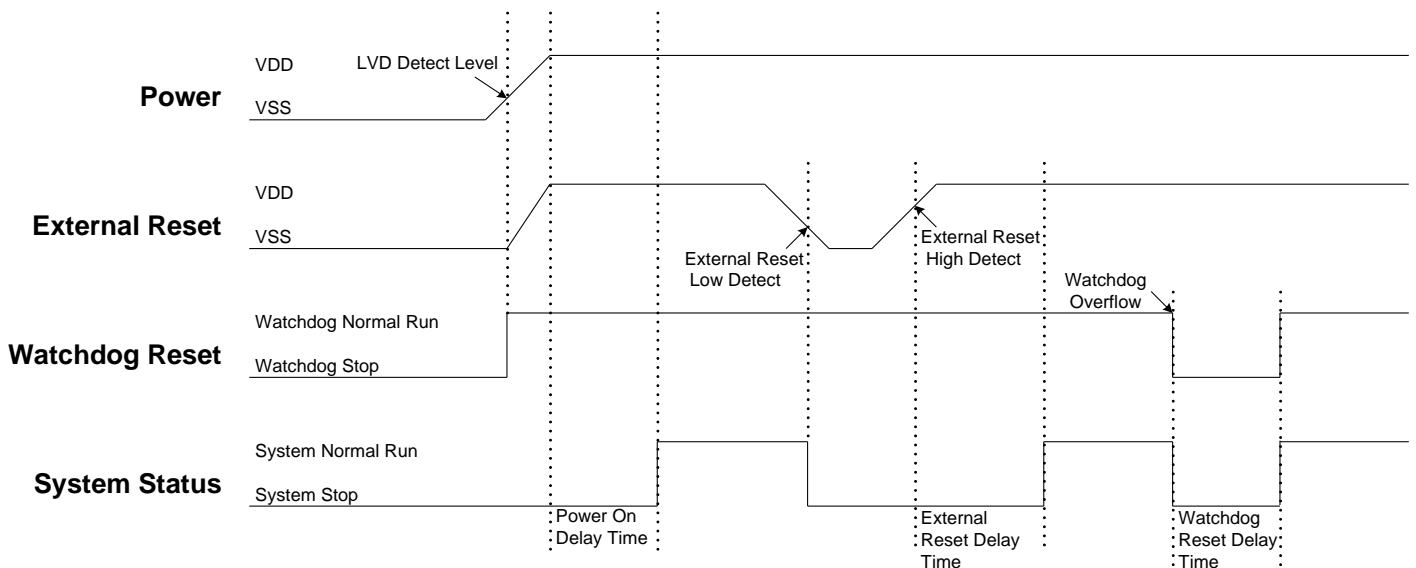 Power
VDD
VSS
LVD Detect Level
External Reset
VDD
VSS
External Reset
Low Detect
External Reset
High Detect
Watchdog Reset
Watchdog Normal Run
Watchdog Stop
Watchdog
Overflow
System Status
System Normal Run
System Stop
Power On
Delay Time
External
Reset Delay
Time
Watchdog
Reset Delay
Time